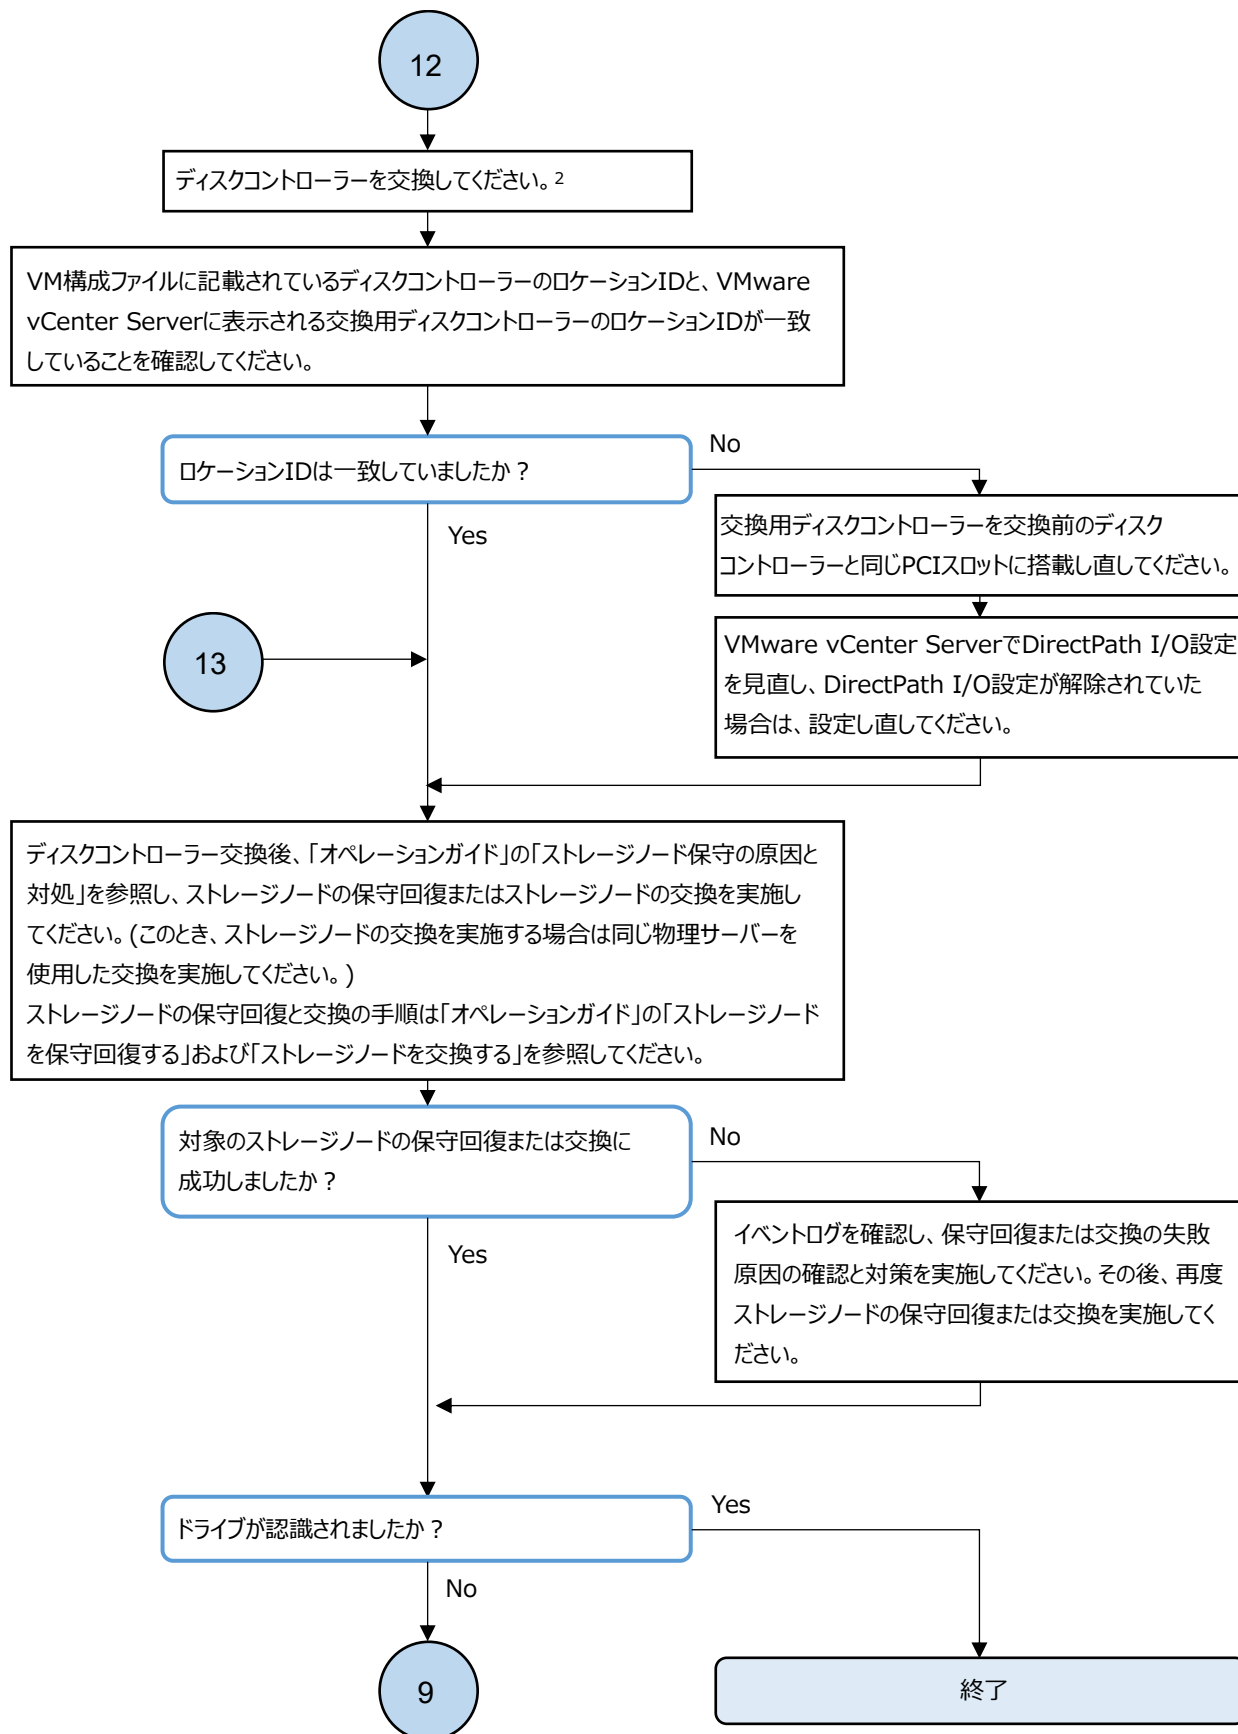 12
ディスクコントローラーを交換してください。2
VM構成ファイルに記載されているディスクコントローラーのロケーションIDと、VMware
vCenter Serverに表示される交換用ディスクコントローラーのロケーションIDが一致
していることを確認してください。
ロケーションIDは一致していましたか？
No
Yes
交換用ディスクコントローラーを交換前のディスク
コントローラーと同じPCIスロットに搭載し直してください。
13
VMware vCenter ServerでDirectPath I/O設定
を見直し、DirectPath I/O設定が解除されていた
場合は、設定し直してください。
ディスクコントローラー交換後、「オペレーションガイド」の「ストレージノード保守の原因と
対処」を参照し、ストレージノードの保守回復またはストレージノードの交換を実施し
てください。(このとき、ストレージノードの交換を実施する場合は同じ物理サーバーを
使用した交換を実施してください。)
ストレージノードの保守回復と交換の手順は「オペレーションガイド」の「ストレージノード
を保守回復する」および「ストレージノードを交換する」を参照してください。
対象のストレージノードの保守回復または交換に
成功しましたか？
No
Yes
イベントログを確認し、保守回復または交換の失敗
原因の確認と対策を実施してください。その後、再度
ストレージノードの保守回復または交換を実施してく
ださい。
ドライブが認識されましたか？
Yes
No
9
終了